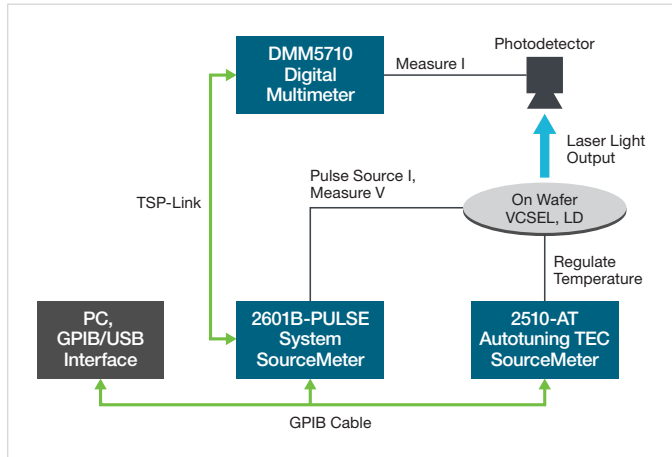 DMM5710
Digital
Multimeter
Measure I
Photodetector
Laser Light
Output
Pulse Source I,
Measure V
On Wafer
VCSEL, LD
TSP-Link
Regulate
Temperature
PC,
GPIB/USB
Interface
2601B-PULSE
System
SourceMeter
2510-AT
Autotuning TEC
SourceMeter
GPIB Cable